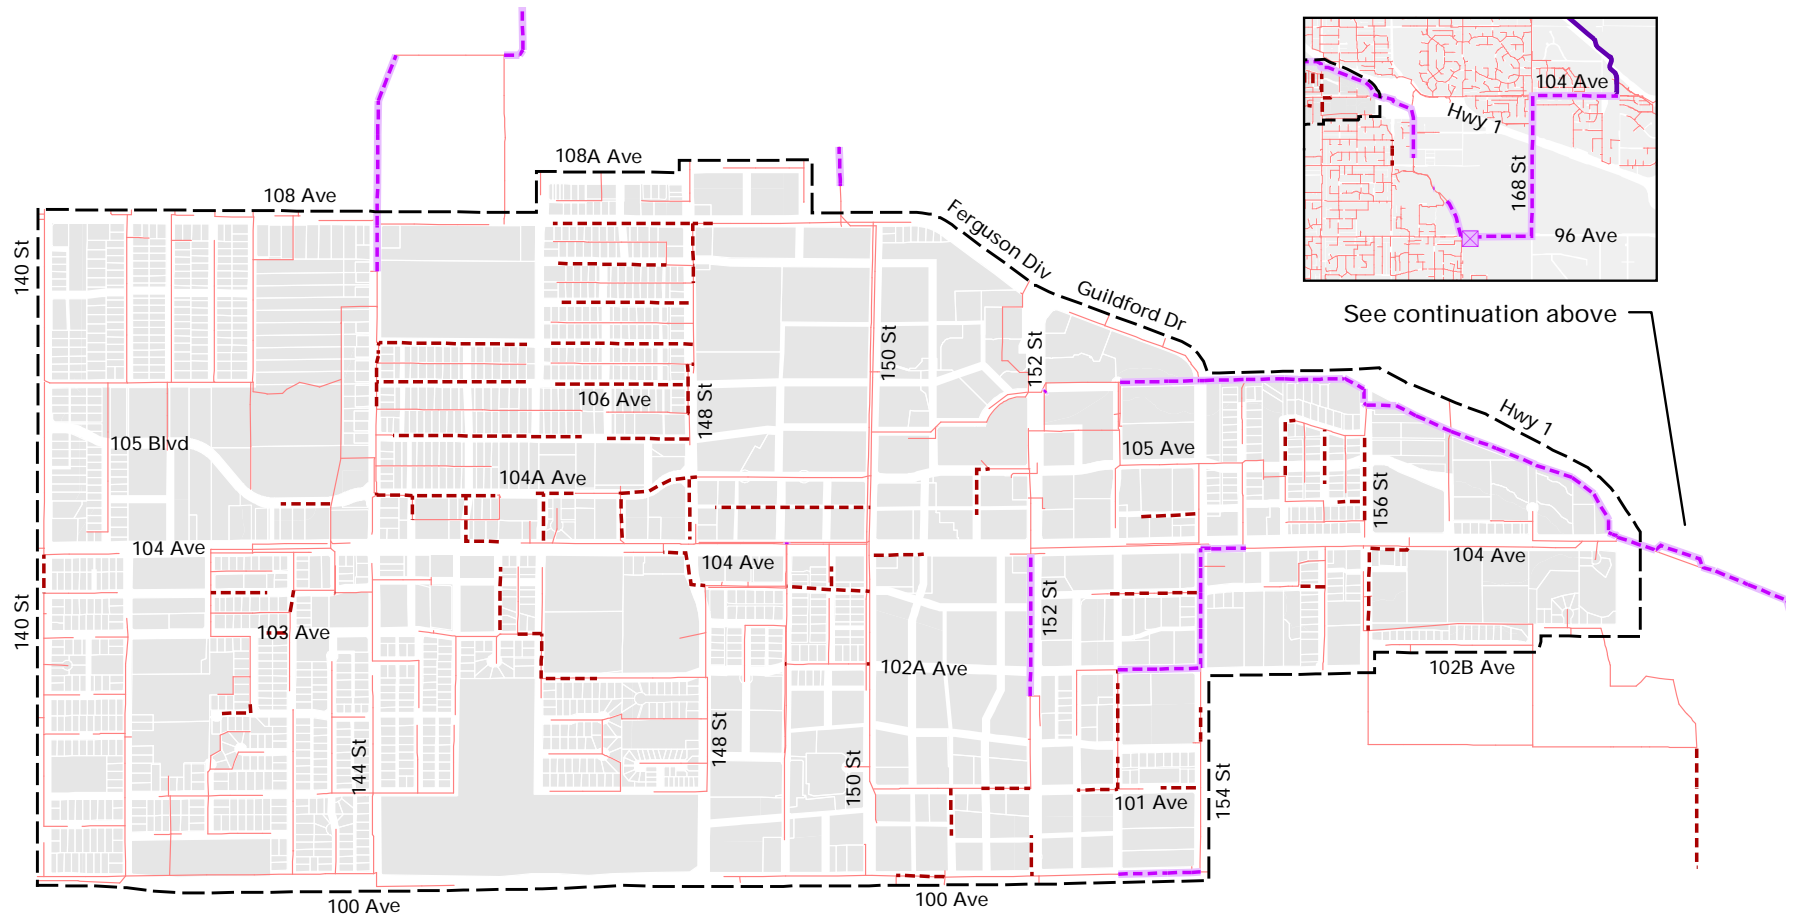 108A Ave
108 Ave
140 St
Ferguson Div
Guildford Dr
104 Ave
Hwy 1
168 St
96 Ave
See continuation above
150 St
152 St
148 St
106 Ave
105 Blvd
104A Ave
105 Ave
Hwy 1
156 St
104 Ave
104 Ave
104 Ave
140 St
103 Ave
152 St
102A Ave
102B Ave
144 St
148 St
150 St
154 St
101 Ave
100 Ave
100 Ave